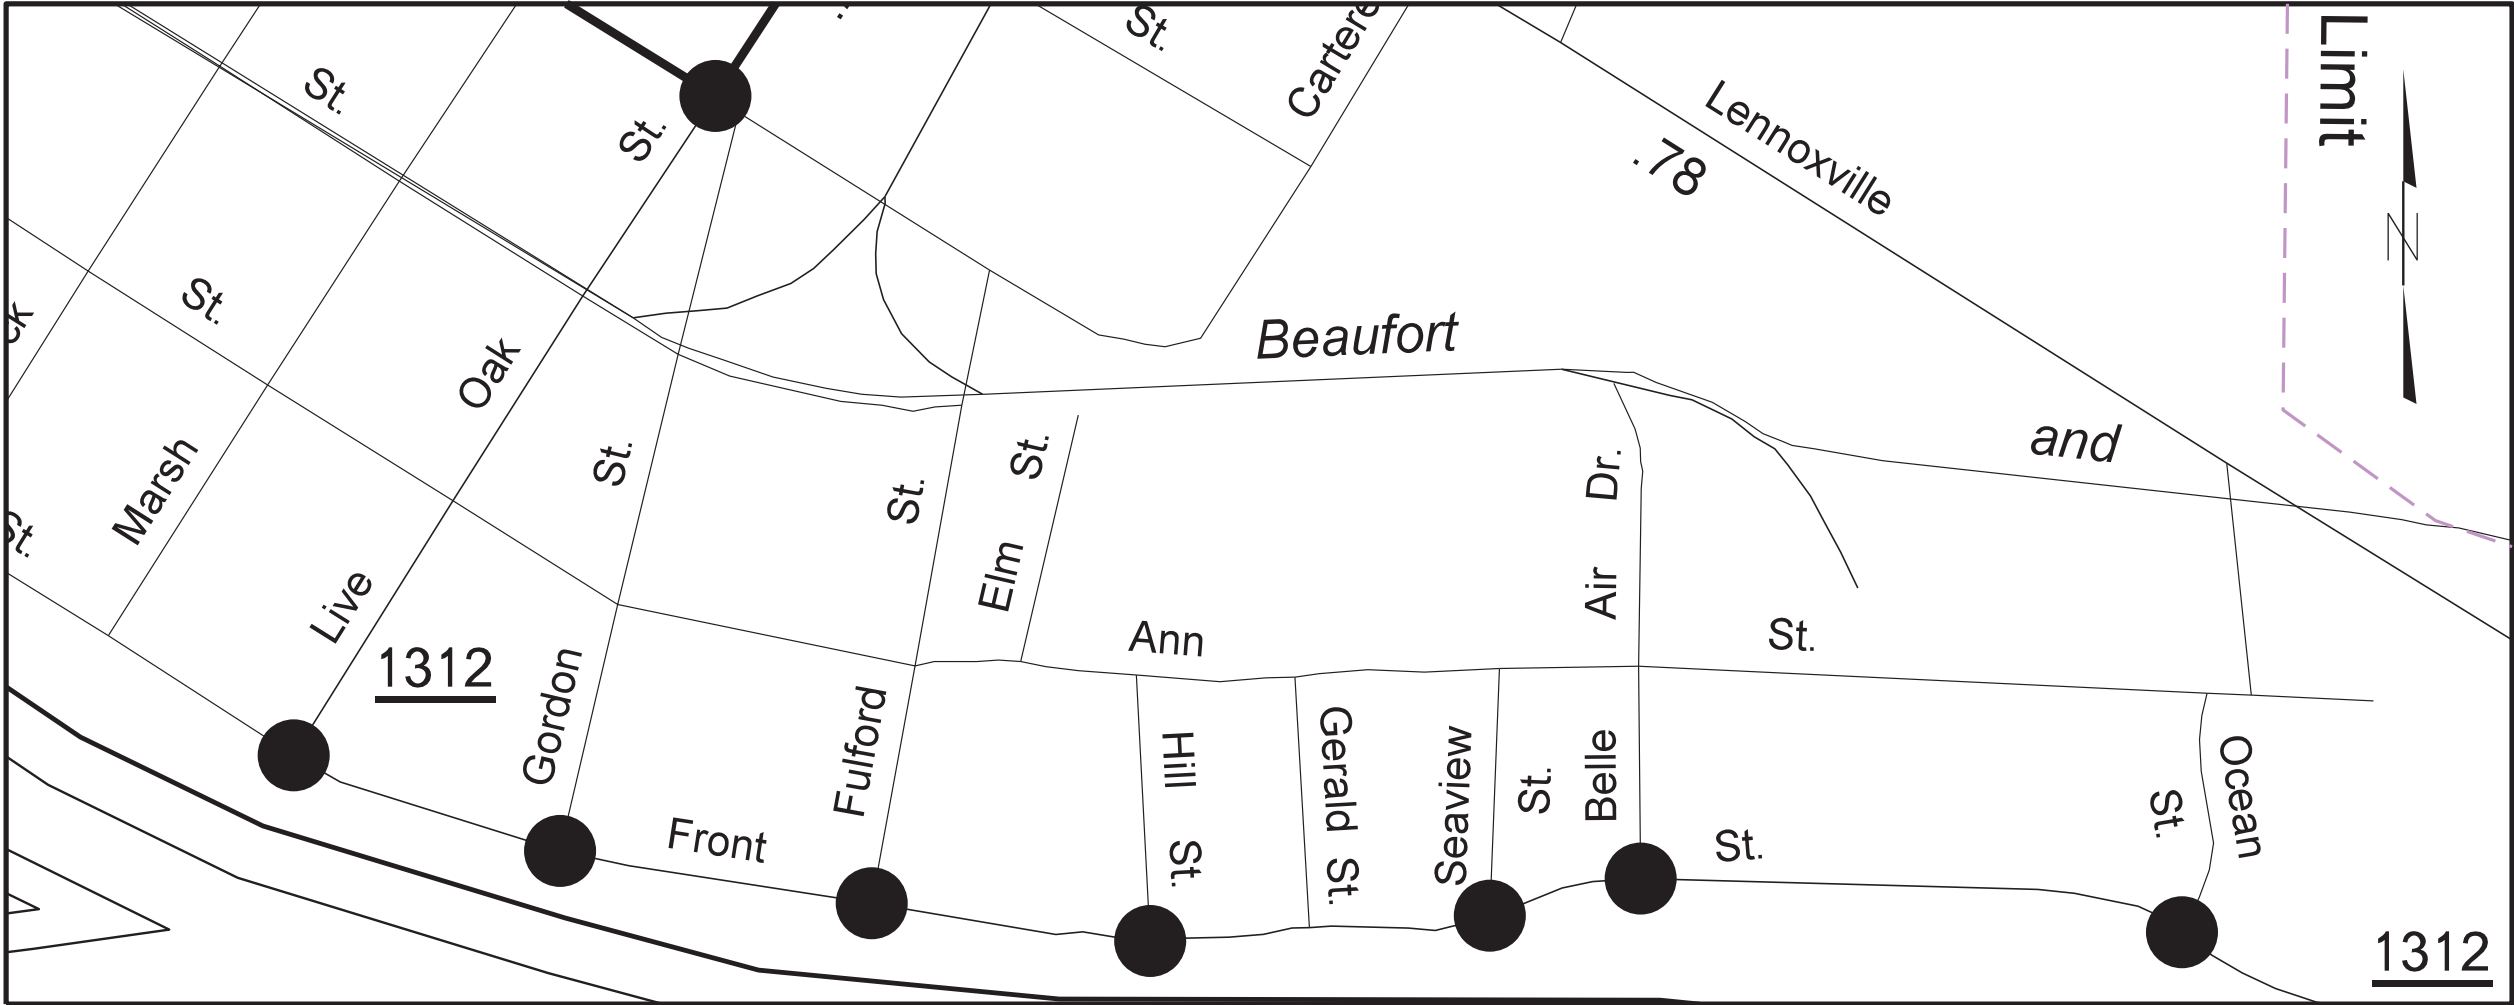 St.
St.
Limit
Lennoxville
.78
St.
N
St.
Beaufort
and
Oak
St.
St.
St.
Elm
Marsh
Live
Air Dr.
Ann St.
1312
Gordon
Fulford
Hill St.
Gerald St.
Seaview St.
Belle
Ocean St.
Front St.
St.
1312